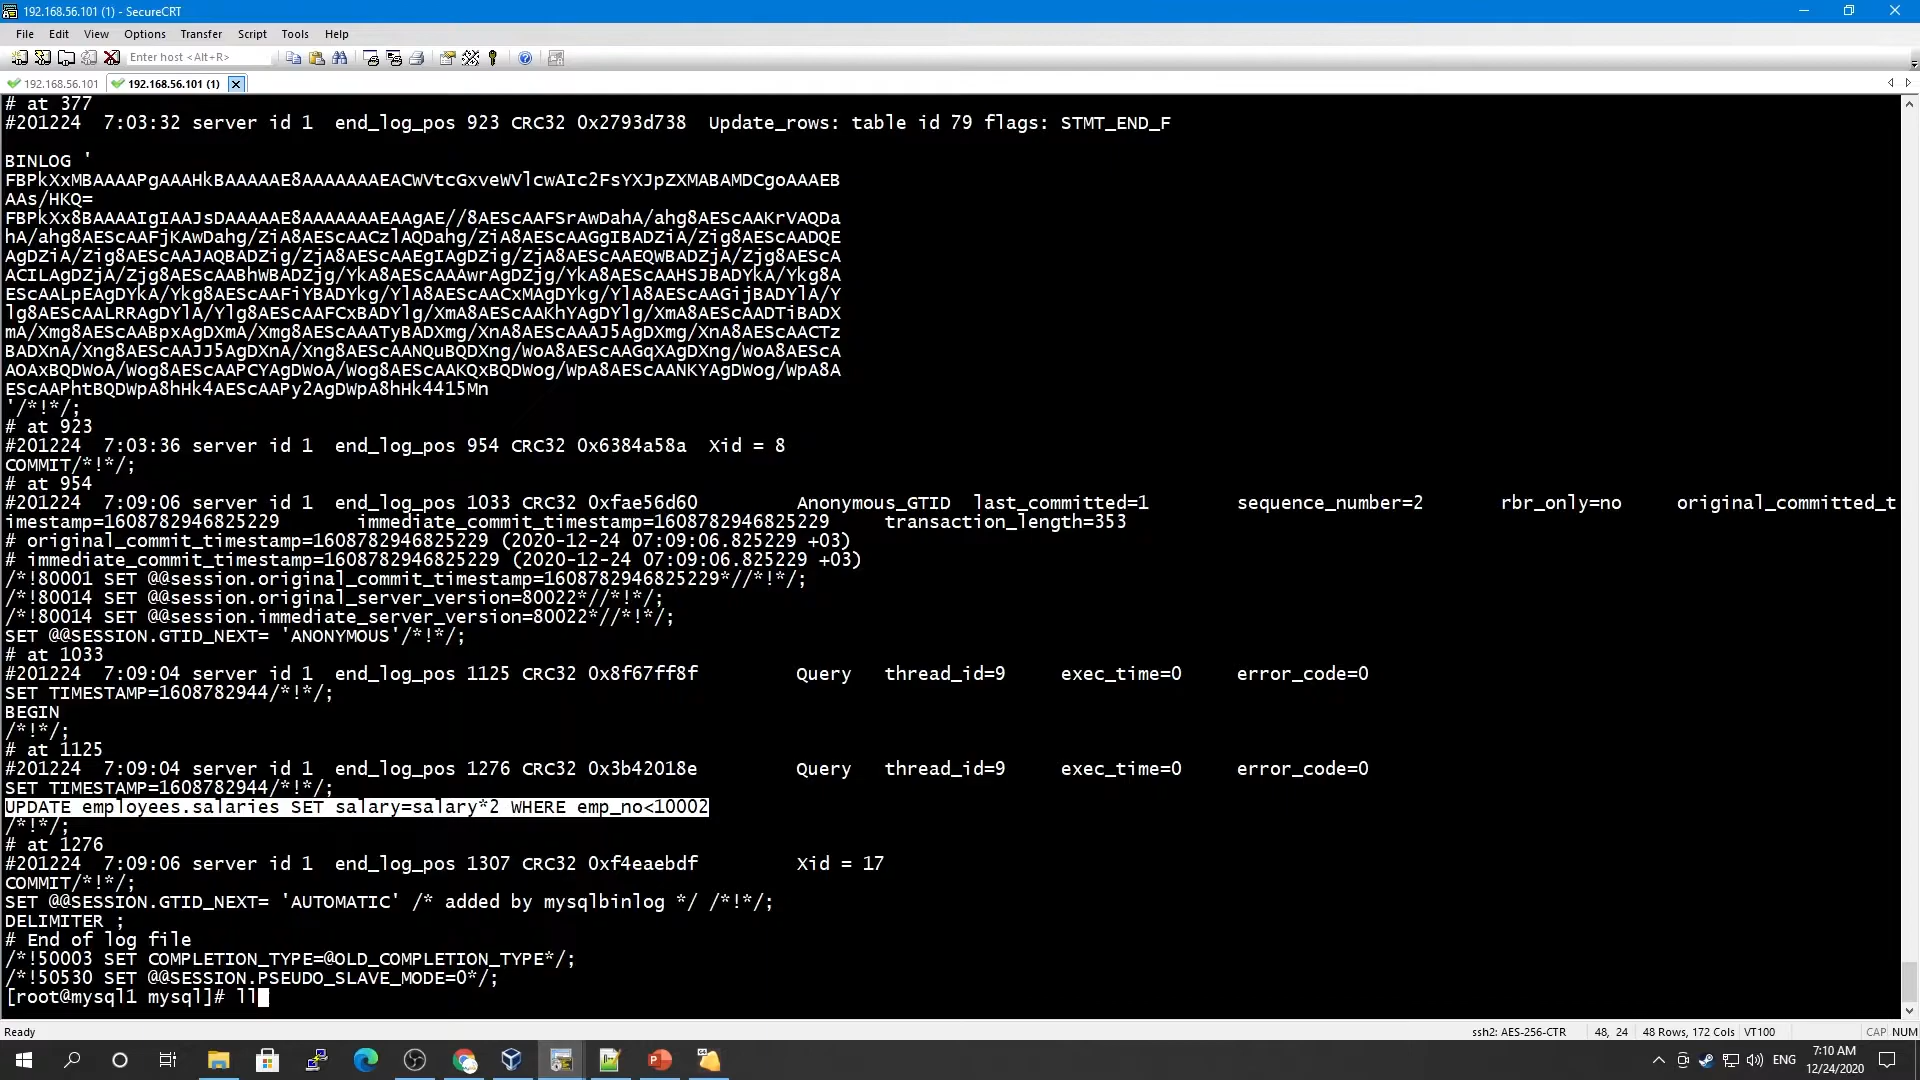 192.168.56.101 (1) - SecureCRT
File Edit View Options Transfer Script Tools Help
Enter host <Alt+R>
192.168.56.101 192.168.56.101 (1)
# at 377
#201224  7:03:32 server id 1  end_log_pos 923 CRC32 0x2793d738  Update_rows: table id 79 flags: STMT_END_F
BINLOG '
FBPkXxMBAAAAPgAAAHkBAAAAAE8AAAAAAAEACWVtcGxveWVlcwAIc2FsYXJpZXMABAMDCgoAAAEB
AAs/HKQ=
FBPkXx8BAAAAIgIAAJsDAAAAAE8AAAAAAAEAAgAE//8AEScAAFSrAwDahA/ahg8AEScAAKrVAQDa
hA/ahg8AEScAAFjKAwDahg/ZiA8AEScAACzlAQDahg/ZiA8AEScAAGgIBADZiA/Zig8AEScAADQE
AgDZiA/Zig8AEScAAJAQBADZig/ZjA8AEScAAEgIAgDZig/ZjA8AEScAAEQWBADZjA/Zjg8AEScA
ACILAgDZjA/Zjg8AEScAABhWBADZjg/YkA8AEScAAAwrAgDZjg/YkA8AEScAAHSJBADYkA/Ykg8A
EScAALpEAgDYkA/Ykg8AEScAAFiYBADYkg/YlA8AEScAACxMAgDYkg/YlA8AEScAAGijBADYlA/Y
lg8AEScAALRRAgDYlA/Ylg8AEScAAFCxBADYlg/XmA8AEScAAKhYAgDYlg/XmA8AEScAADTiBADX
mA/Xmg8AEScAABpxAgDXmA/Xmg8AEScAAATyBADXmg/XnA8AEScAAAJ5AgDXmg/XnA8AEScAACTz
BADXnA/Xng8AEScAAJJ5AgDXnA/Xng8AEScAANQuBQDXng/WoA8AEScAAGqXAgDXng/WoA8AEScA
AOAxBQDWoA/Wog8AEScAAPCYAgDWoA/Wog8AEScAAKQxBQDWog/WpA8AEScAANKYAgDWog/WpA8A
EScAAPhtBQDWpA8hHk4AEScAAPy2AgDWpA8hHk4415Mn
'/*!*/;
# at 923
#201224  7:03:36 server id 1  end_log_pos 954 CRC32 0x6384a58a  Xid = 8
COMMIT/*!*/;
# at 954
#201224  7:09:06 server id 1  end_log_pos 1033 CRC32 0xfae56d60         Anonymous_GTID  last_committed=1        sequence_number=2       rbr_only=no     original_committed_t
imestamp=1608782946825229       immediate_commit_timestamp=1608782946825229     transaction_length=353
# original_commit_timestamp=1608782946825229 (2020-12-24 07:09:06.825229 +03)
# immediate_commit_timestamp=1608782946825229 (2020-12-24 07:09:06.825229 +03)
/*!80001 SET @@session.original_commit_timestamp=1608782946825229*//*!*/;
/*!80014 SET @@session.original_server_version=80022*//*!*/;
/*!80014 SET @@session.immediate_server_version=80022*//*!*/;
SET @@SESSION.GTID_NEXT= 'ANONYMOUS'/*!*/;
# at 1033
#201224  7:09:04 server id 1  end_log_pos 1125 CRC32 0x8f67ff8f         Query   thread_id=9     exec_time=0     error_code=0
SET TIMESTAMP=1608782944/*!*/;
BEGIN
/*!*/;
# at 1125
#201224  7:09:04 server id 1  end_log_pos 1276 CRC32 0x3b42018e         Query   thread_id=9     exec_time=0     error_code=0
SET TIMESTAMP=1608782944/*!*/;
UPDATE employees.salaries SET salary=salary*2 WHERE emp_no<10002
/*!*/;
# at 1276
#201224  7:09:06 server id 1  end_log_pos 1307 CRC32 0xf4eaebdf         Xid = 17
COMMIT/*!*/;
SET @@SESSION.GTID_NEXT= 'AUTOMATIC' /* added by mysqlbinlog */ /*!*/;
DELIMITER ;
# End of log file
/*!50003 SET COMPLETION_TYPE=@OLD_COMPLETION_TYPE*/;
/*!50530 SET @@SESSION.PSEUDO_SLAVE_MODE=0*/;
[root@mysql1 mysql]# ll
Ready ssh2: AES-256-CTR 48, 24 48 Rows, 172 Cols VT100 CAP NUM
ENG 7:10 AM
12/24/2020